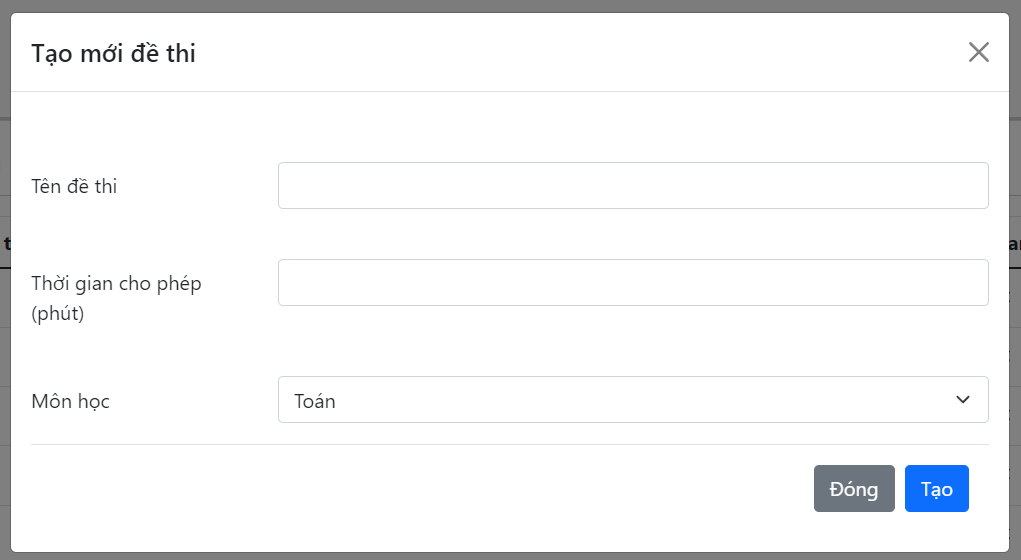 Tạo mới đề thi
Tên đề thi
Thời gian cho phép
(phút)
Môn học
Toán
Đóng
Tạo